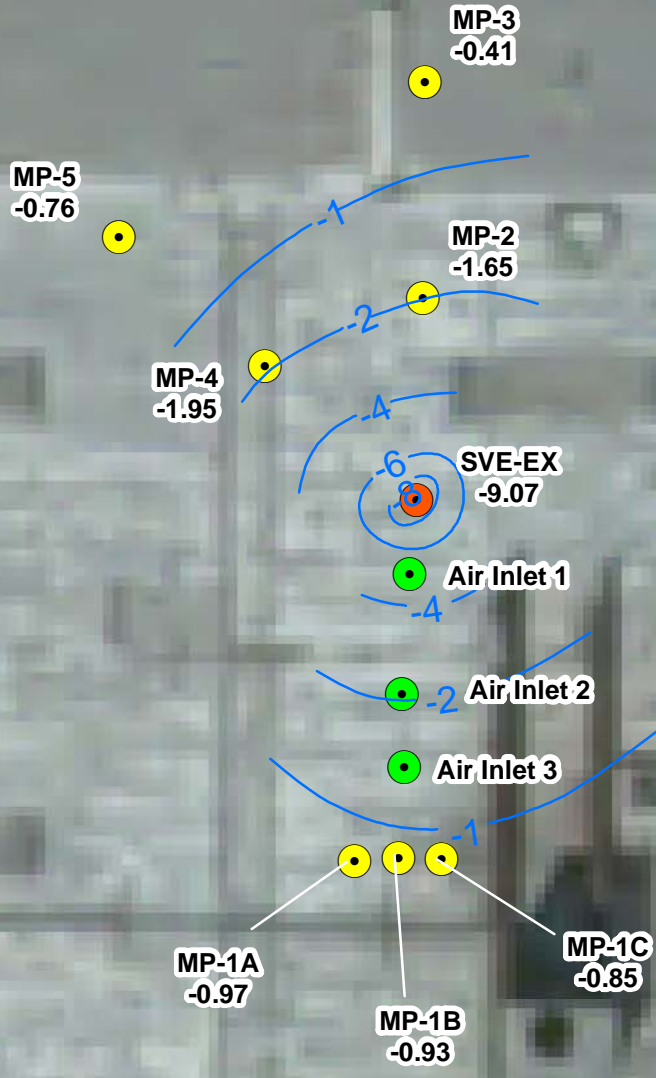 MP-3
-0.41
MP-5
-0.76
-1
MP-2
-1.65
-2
MP-4
-1.95
-4
-6
SVE-EX
-9.07
-8
Air Inlet 1
-4
Air Inlet 2
-2
Air Inlet 3
-1
MP-1A
-0.97
MP-1B
-0.93
MP-1C
-0.85